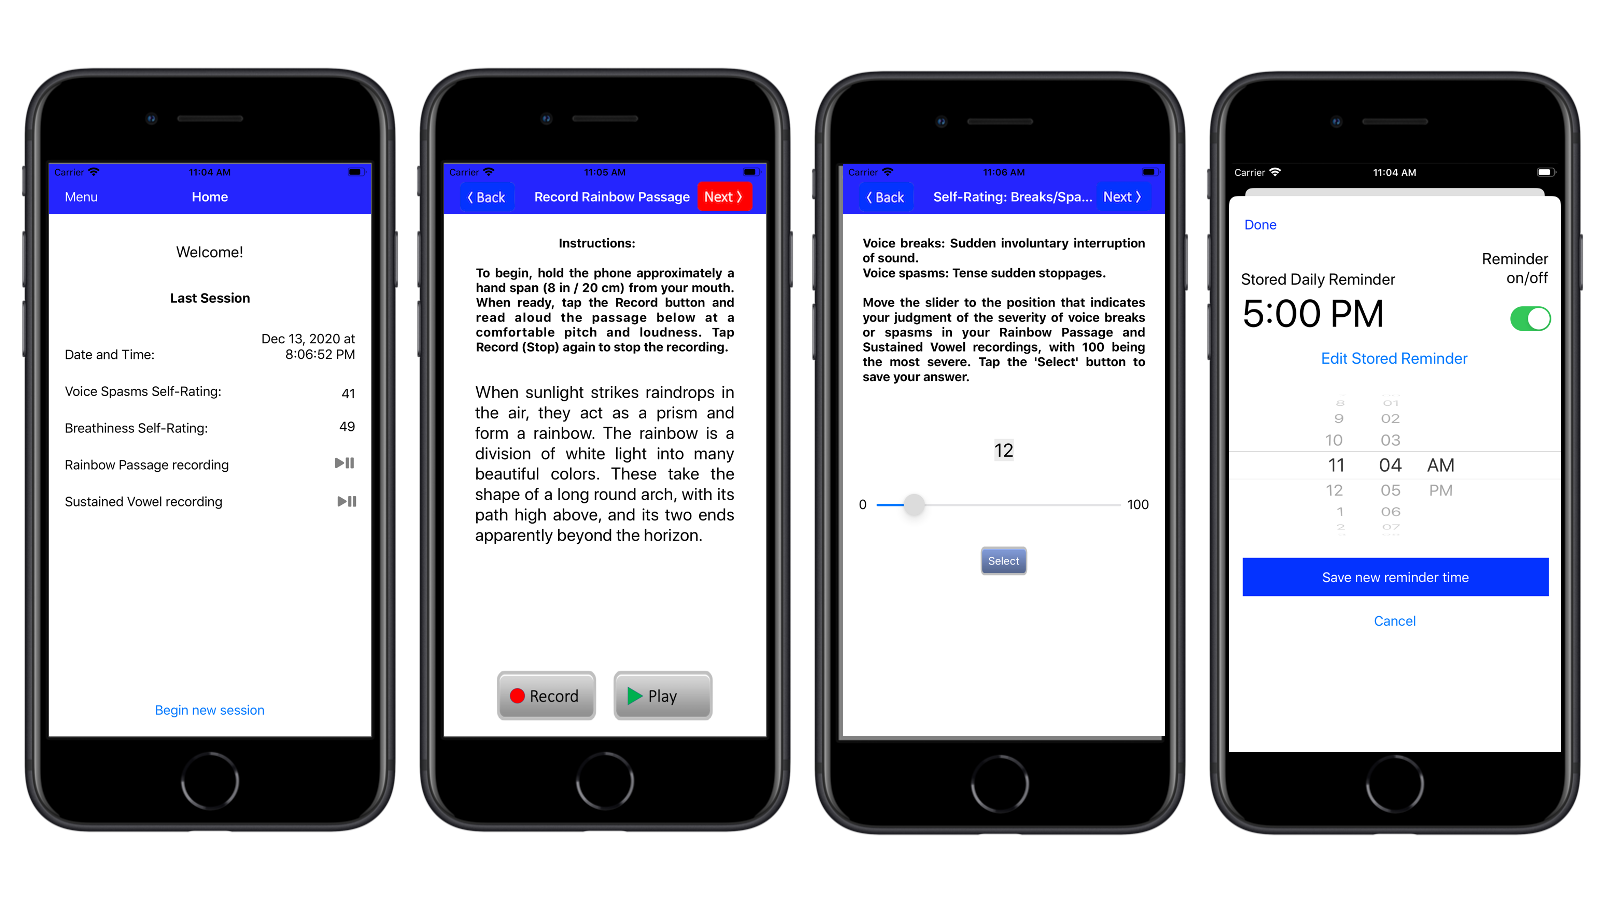 Carrier 11:04 AM
Menu Home
Welcome!
Last Session
Date and Time: Dec 13, 2020 at
8:06:52 PM
Voice Spasms Self-Rating: 41
Breathiness Self-Rating: 49
Rainbow Passage recording
Sustained Vowel recording
Begin new session
Carrier 11:05 AM
Back Record Rainbow Passage Next
Instructions:
To begin, hold the phone approximately a
hand span (8 in / 20 cm) from your mouth.
When ready, tap the Record button and
read aloud the passage below at a
comfortable pitch and loudness. Tap
Record (Stop) again to stop the recording.
When sunlight strikes raindrops in
the air, they act as a prism and
form a rainbow. The rainbow is a
division of white light into many
beautiful colors. These take the
shape of a long round arch, with its
path high above, and its two ends
apparently beyond the horizon.
Record Play
Carrier 11:06 AM
Back Self-Rating: Breaks/Spa... Next
Voice breaks: Sudden involuntary interruption
of sound.
Voice spasms: Tense sudden stoppages.
Move the slider to the position that indicates
your judgment of the severity of voice breaks
or spasms in your Rainbow Passage and
Sustained Vowel recordings, with 100 being
the most severe. Tap the 'Select' button to
save your answer.
12
0 100
Select
Carrier 11:04 AM
Done
Reminder
on/off
Stored Daily Reminder
5:00 PM
Edit Stored Reminder
8 01
9 02
10 03
11 04 AM
12 05 PM
1 06
2 07
Save new reminder time
Cancel